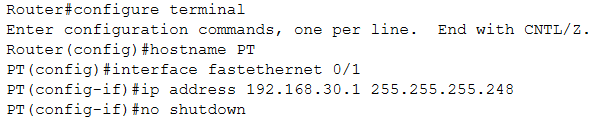 Router#configure terminal
Enter configuration commands, one per line.  End with CNTL/Z.
Router(config)#hostname PT
PT(config)#interface fastethernet 0/1
PT(config-if)#ip address 192.168.30.1 255.255.255.248
PT(config-if)#no shutdown